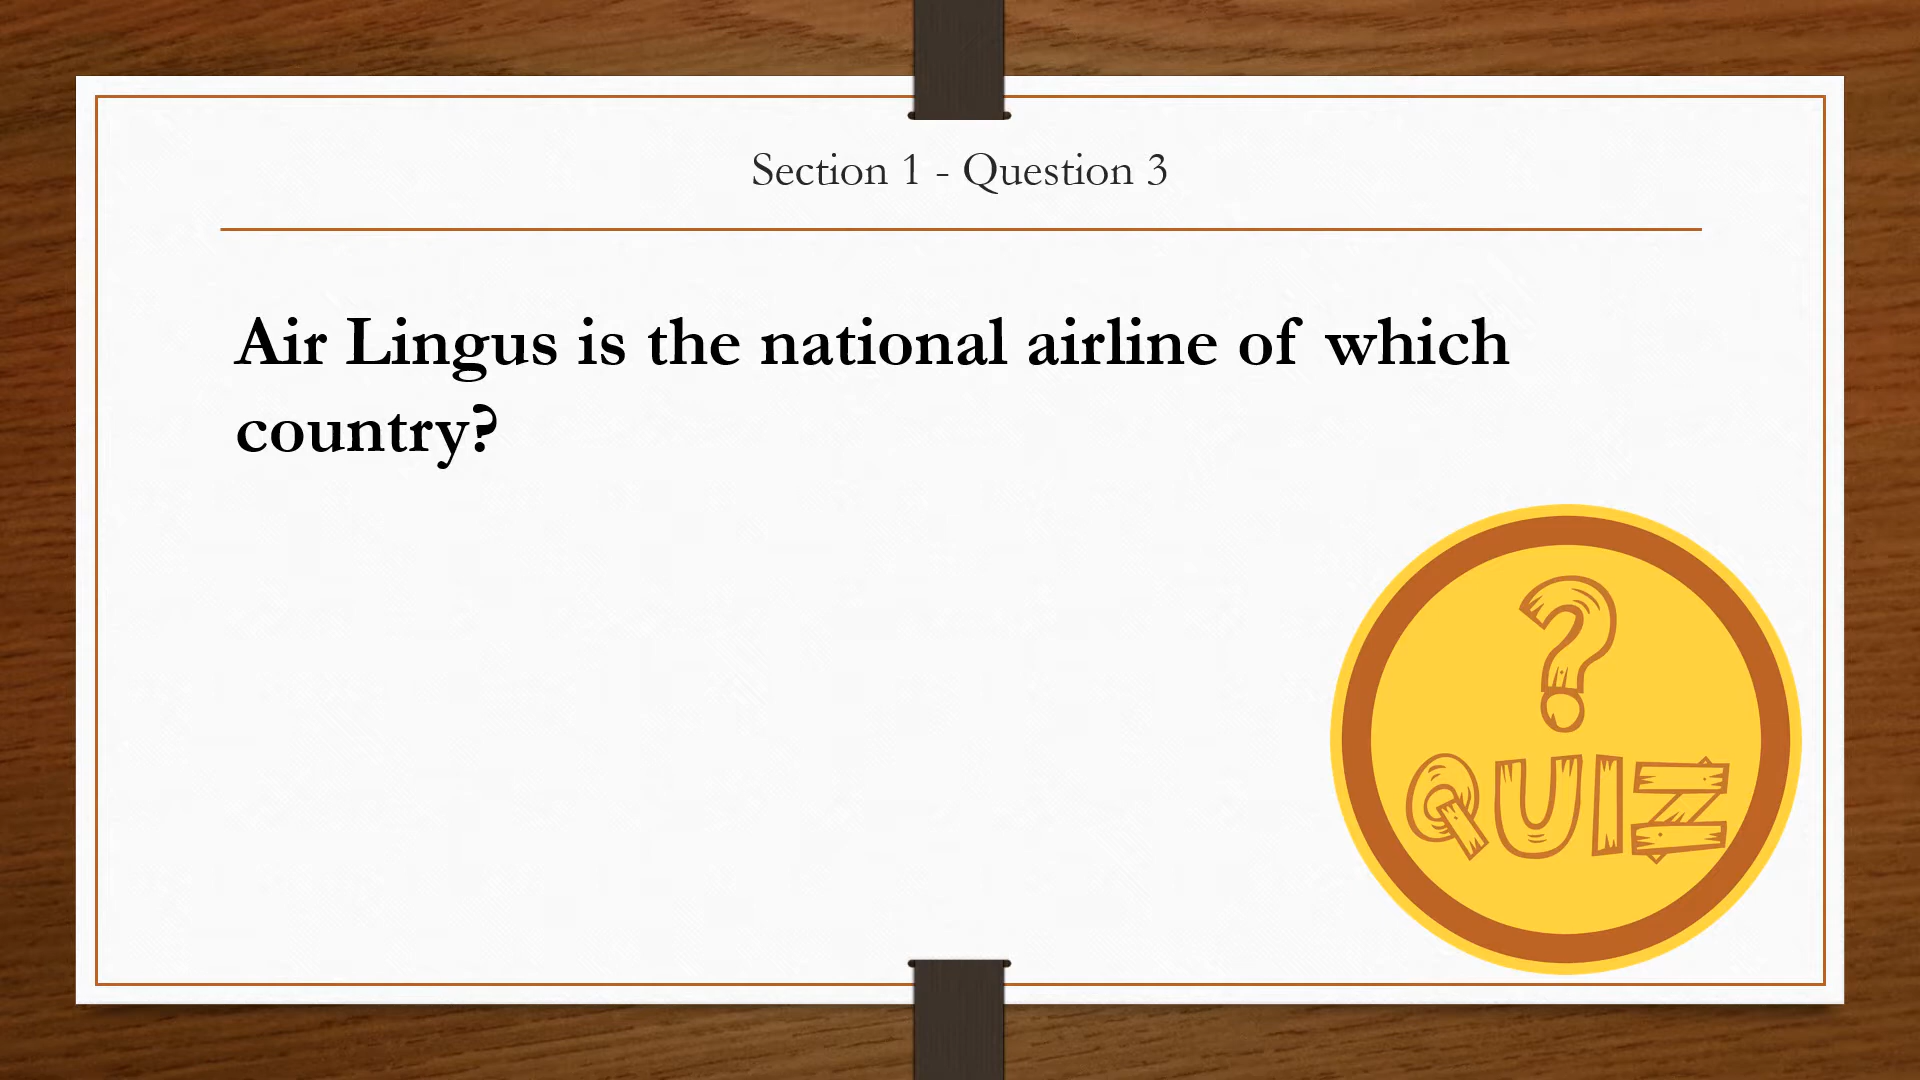 Section 1 - Question 3
Air Lingus is the national airline of which
country?
?
QUIZ